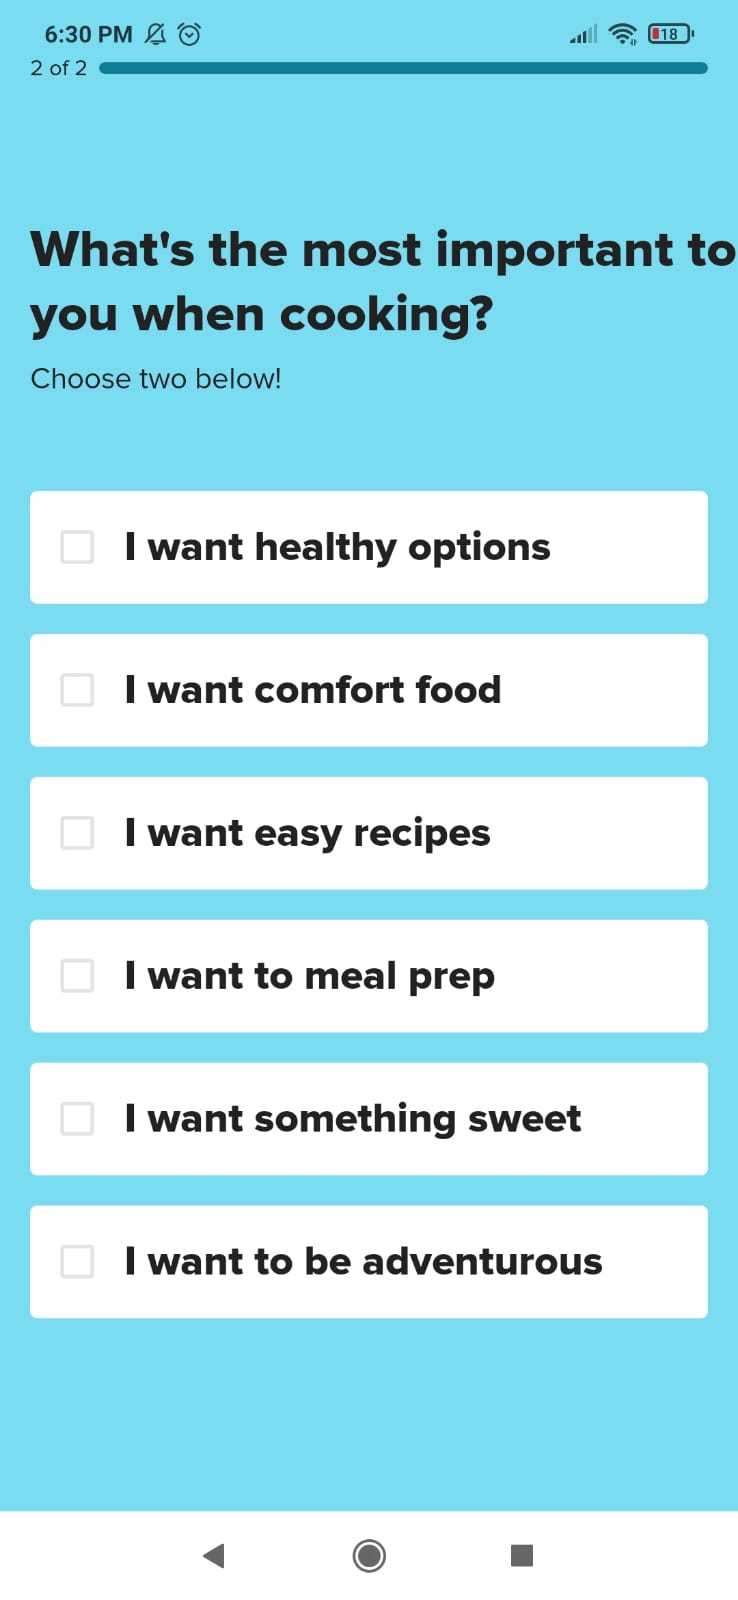 6:30 PM 18
2 of 2
What's the most important to
you when cooking?
Choose two below!
I want healthy options
I want comfort food
I want easy recipes
I want to meal prep
I want something sweet
I want to be adventurous